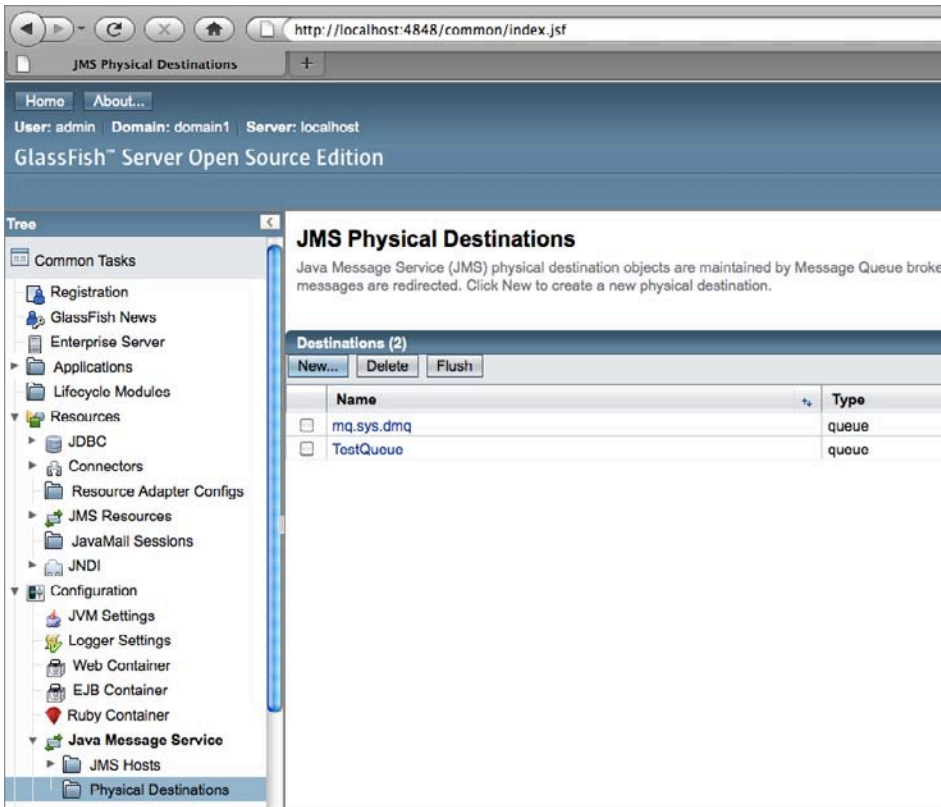 http://localhost:4848/common/index.jsf
JMS Physical Destinations
+
Home About...
User: admin Domain: domain1 Server: localhost
GlassFish™ Server Open Source Edition
Tree
Common Tasks
Registration
GlassFish News
Enterprise Server
Applications
Lifecycle Modules
Resources
JDBC
Connectors
Resource Adapter Configs
JMS Resources
JavaMail Sessions
JNDI
Configuration
JVM Settings
Logger Settings
Web Container
EJB Container
Ruby Container
Java Message Service
JMS Hosts
Physical Destinations
JMS Physical Destinations
Java Message Service (JMS) physical destination objects are maintained by Message Queue broke
messages are redirected. Click New to create a new physical destination.
Destinations (2)
New... Delete Flush
Name Type
mq.sys.dmq queue
TestQueue queue